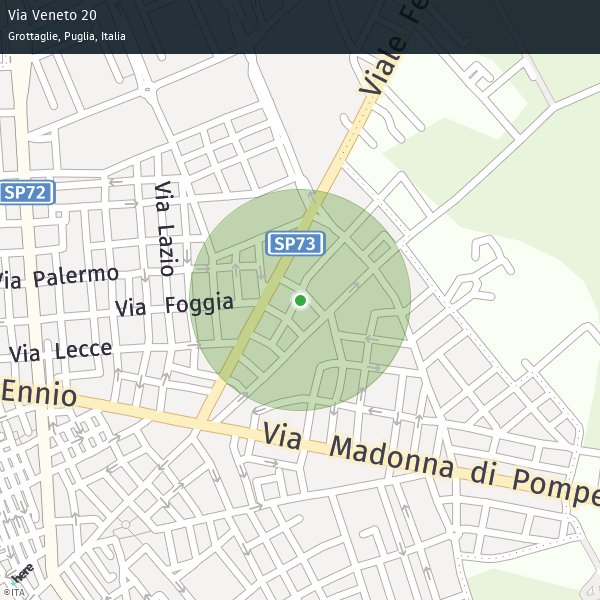 Via Veneto 20
Grottaglie, Puglia, Italia
Viale Fe
SP72
Via Lazio
SP73
Via Palermo
Via Foggia
Via Lecce
Ennio
Via Madonna di Pompe
here
©ITA